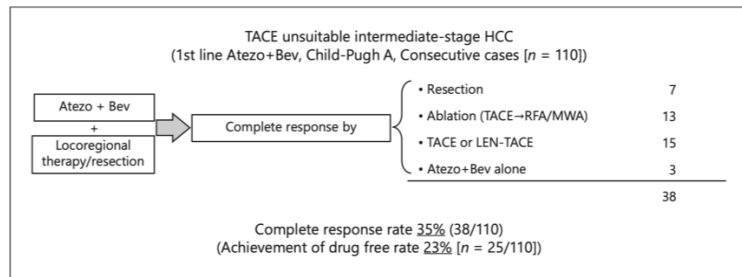 TACE unsuitable intermediate-stage HCC
(1st line Atezo+Bev, Child-Pugh A, Consecutive cases [n = 110])
Atezo + Bev
+
Locoregional
therapy/resection
Complete response by
• Resection 7
• Ablation (TACE→RFA/MWA) 13
• TACE or LEN-TACE 15
• Atezo+Bev alone 3
38
Complete response rate 35% (38/110)
(Achievement of drug free rate 23% [n = 25/110])